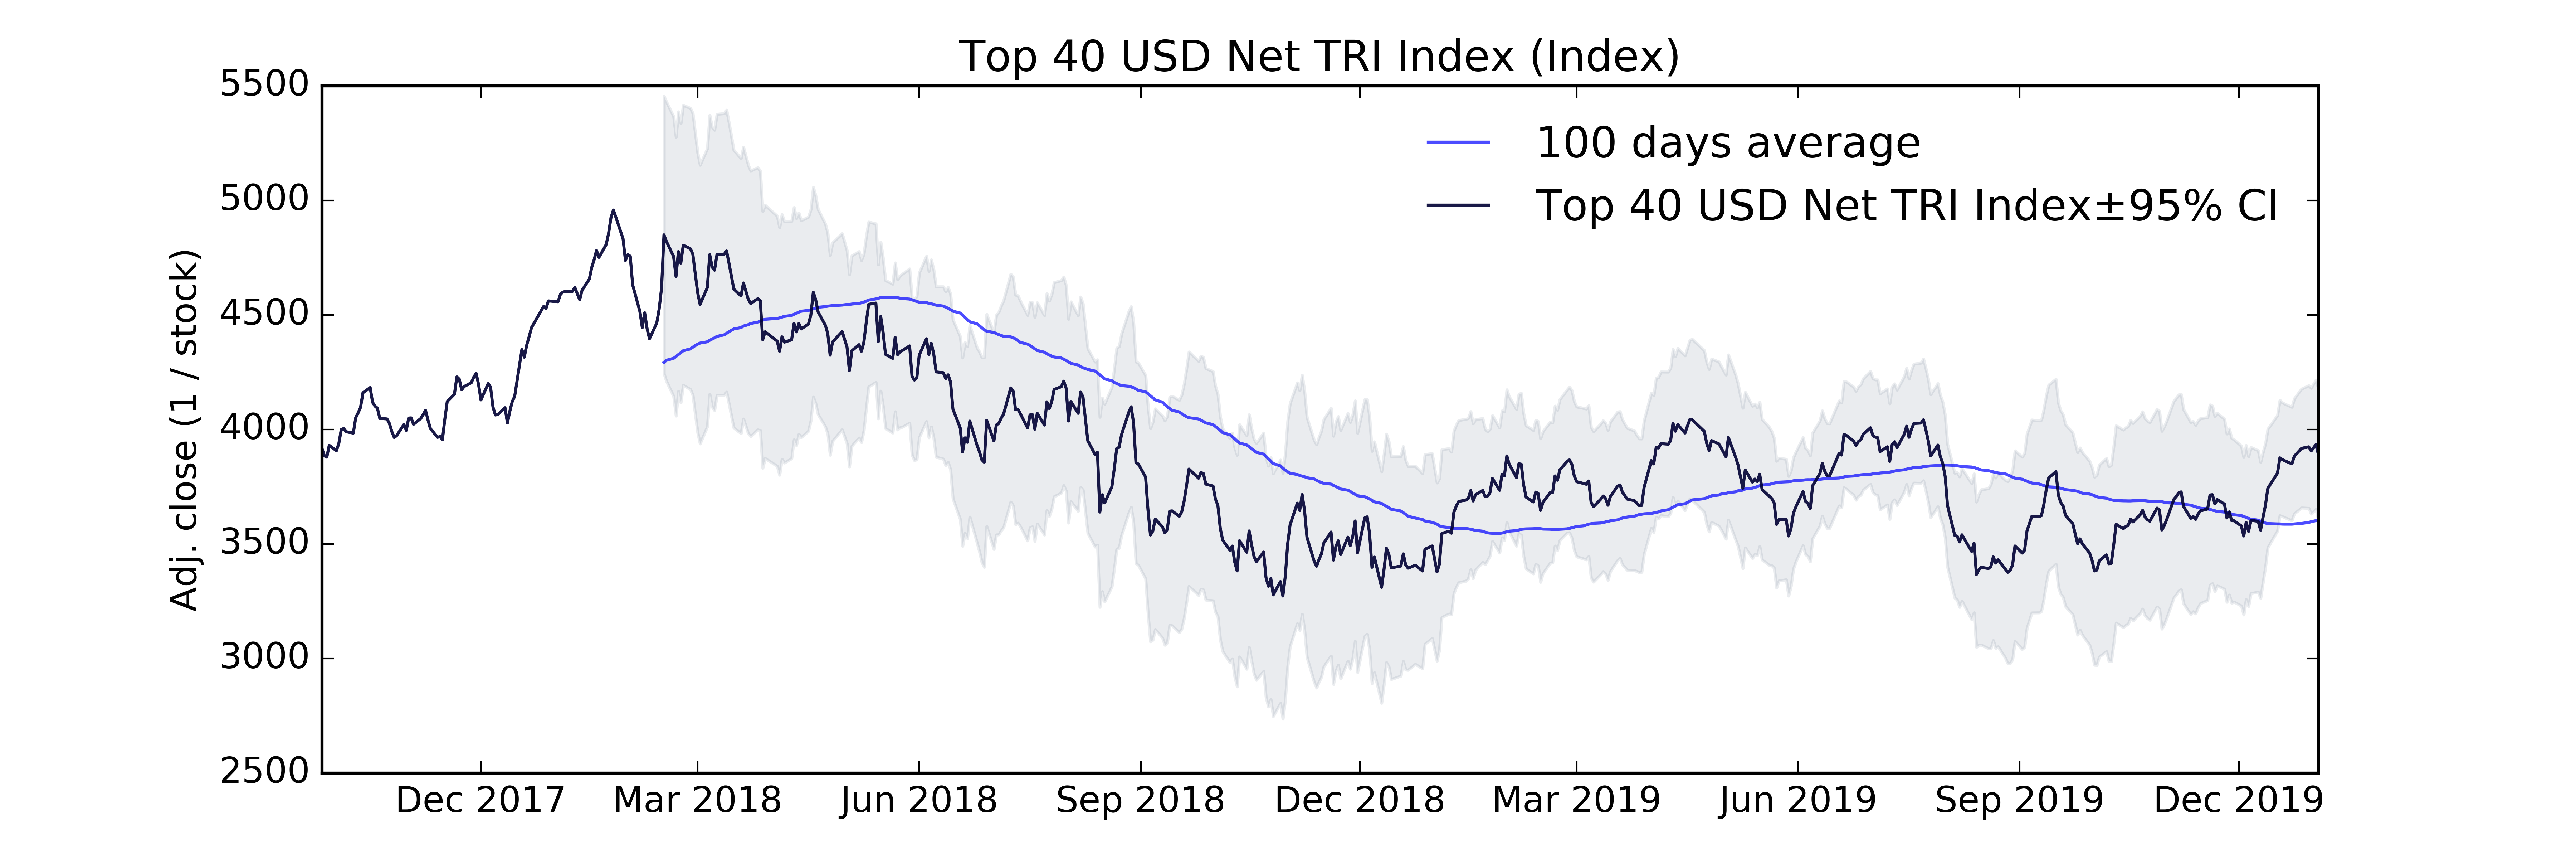 Top 40 USD Net TRI Index (Index)
100 days average
Top 40 USD Net TRI Index±95% CI
Adj. close (1 / stock)
5500
5000
4500
4000
3500
3000
2500
Dec 2017 Mar 2018 Jun 2018 Sep 2018 Dec 2018 Mar 2019 Jun 2019 Sep 2019 Dec 2019